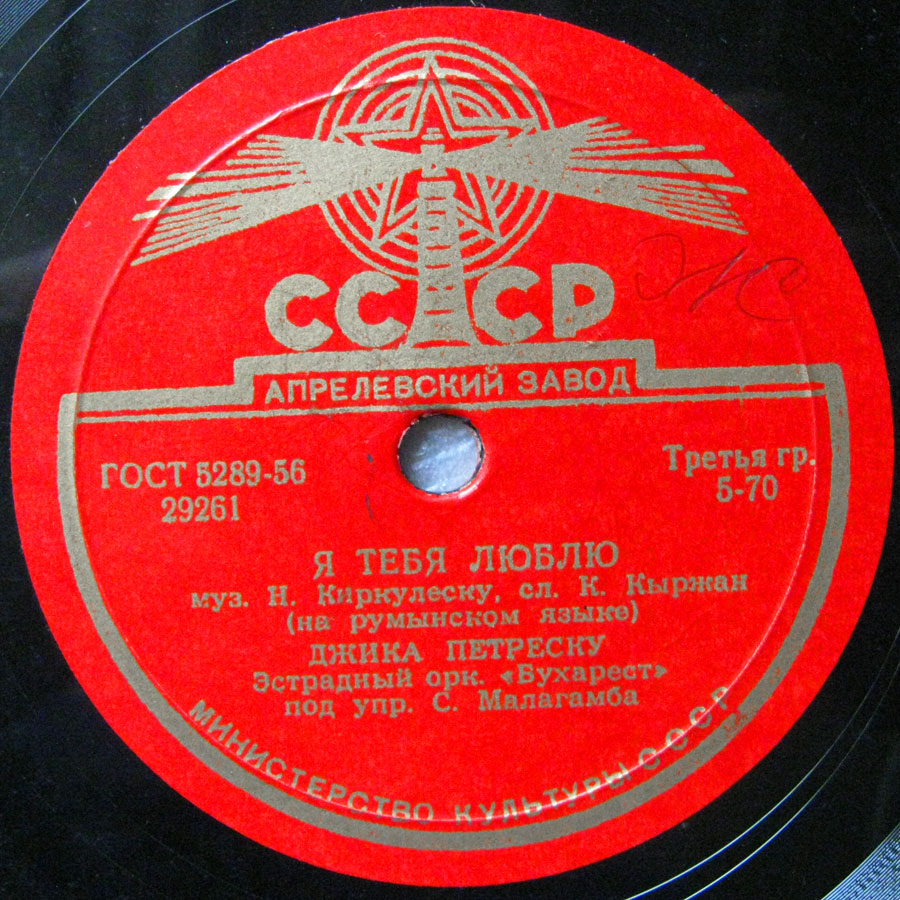 СССР
АПРЕЛЕВСКИЙ ЗАВОД
ГОСТ 5289-56
29261
Третья гр.
5-70
Я ТЕБЯ ЛЮБЛЮ
муз. Н. Киркулеску, сл. К. Кыржан
(на румынском языке)
ДЖИКА ПЕТРЕСКУ
Эстрадный орк. «Бухарест»
под упр. С. Малагамба
МИНИСТЕРСТВО КУЛЬТУРЫ СССР